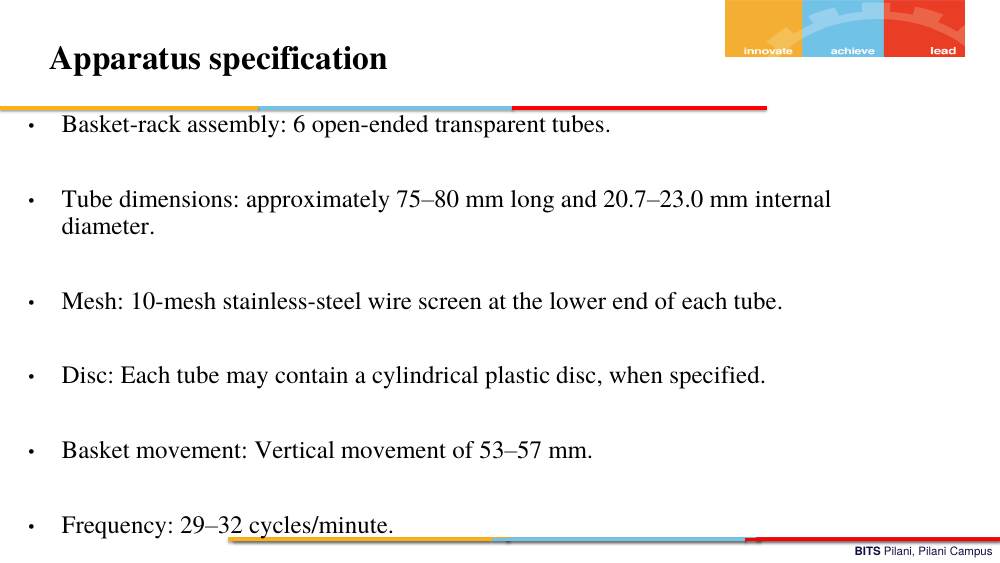 Apparatus specification
innovate achieve lead
• Basket-rack assembly: 6 open-ended transparent tubes.
• Tube dimensions: approximately 75–80 mm long and 20.7–23.0 mm internal
diameter.
• Mesh: 10-mesh stainless-steel wire screen at the lower end of each tube.
• Disc: Each tube may contain a cylindrical plastic disc, when specified.
• Basket movement: Vertical movement of 53–57 mm.
• Frequency: 29–32 cycles/minute.
BITS Pilani, Pilani Campus